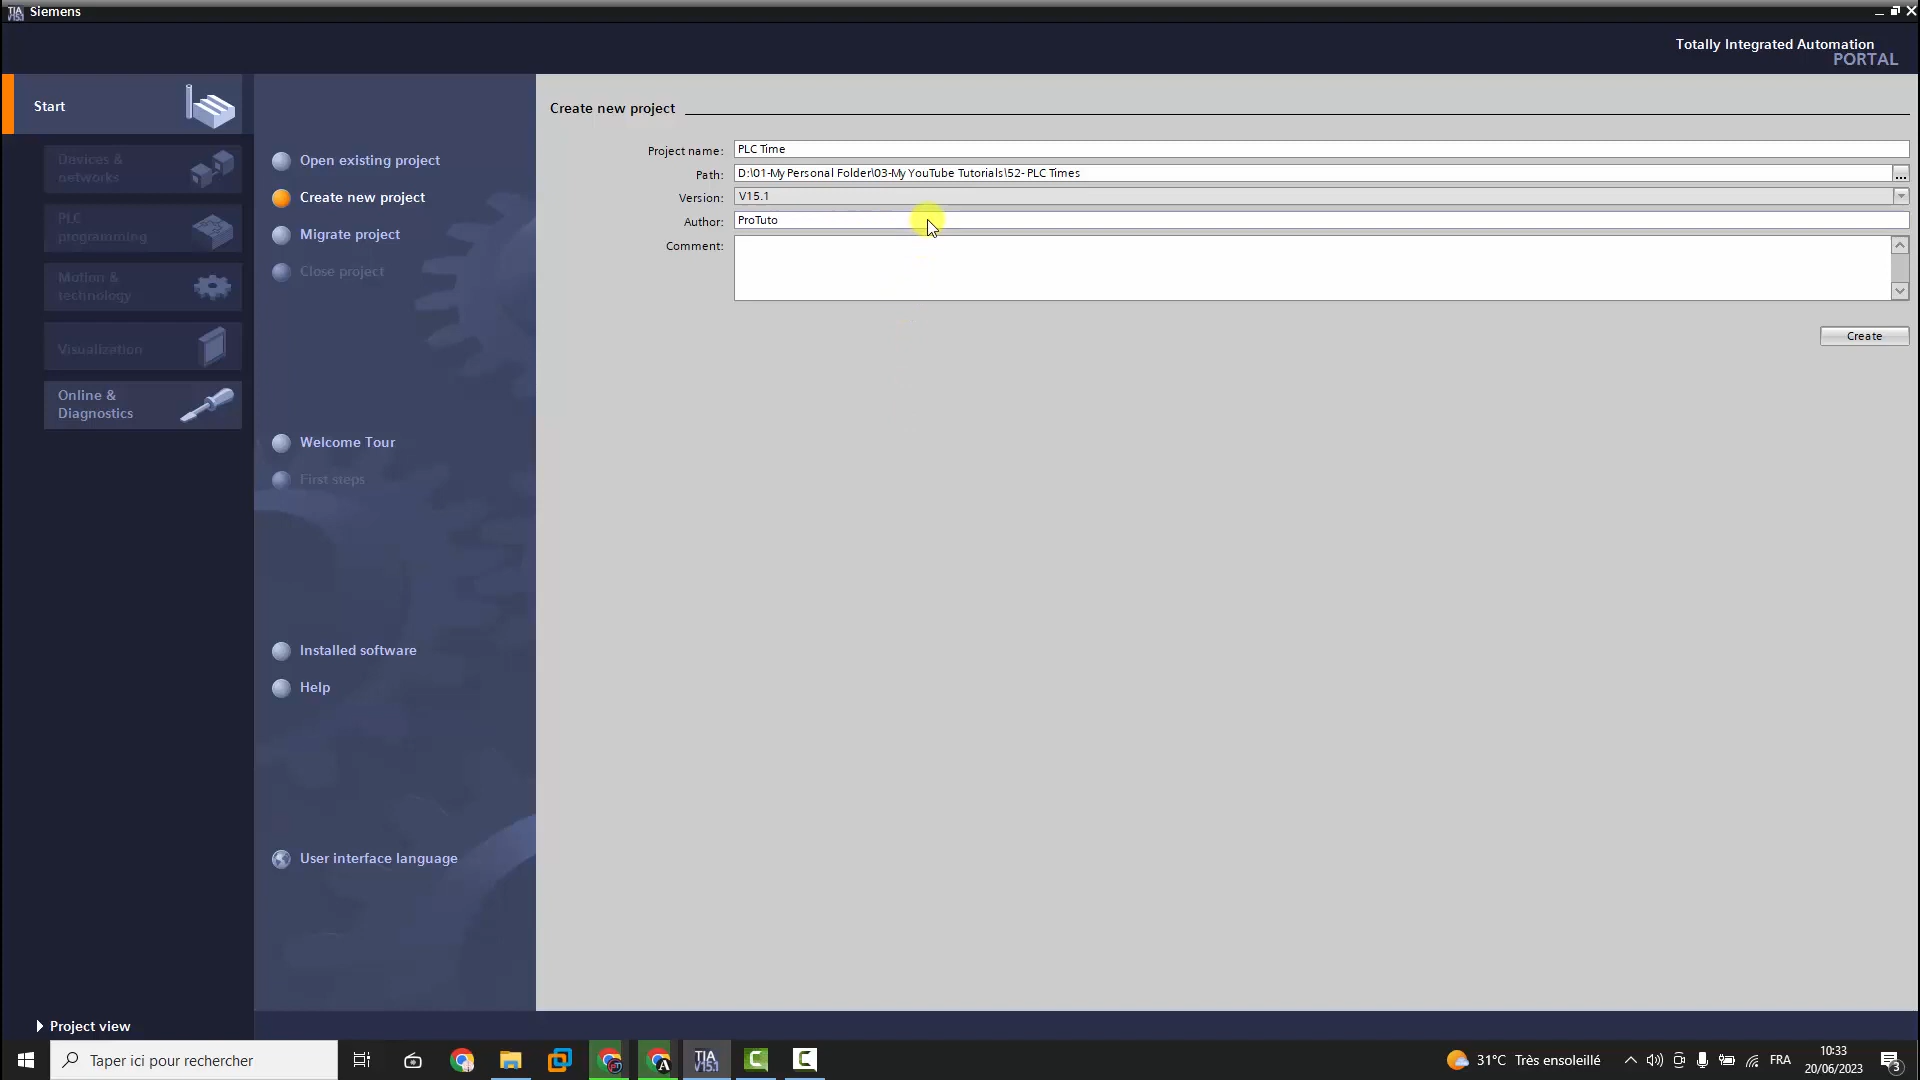 Siemens
Totally Integrated Automation
PORTAL
Start
Devices &
networks
PLC
programming
Motion &
technology
Visualization
Online &
Diagnostics
Open existing project
Create new project
Migrate project
Close project
Welcome Tour
First steps
Installed software
Help
User interface language
Create new project
Project name: PLC Time
Path: D:\01-My Personal Folder\03-My YouTube Tutorials\52- PLC Times
...
Version: V15.1
Author: ProTuto
Comment:
Create
Project view
Taper ici pour rechercher
TIA
V15.1
31°C Très ensoleillé
FRA
10:33
20/06/2023
3